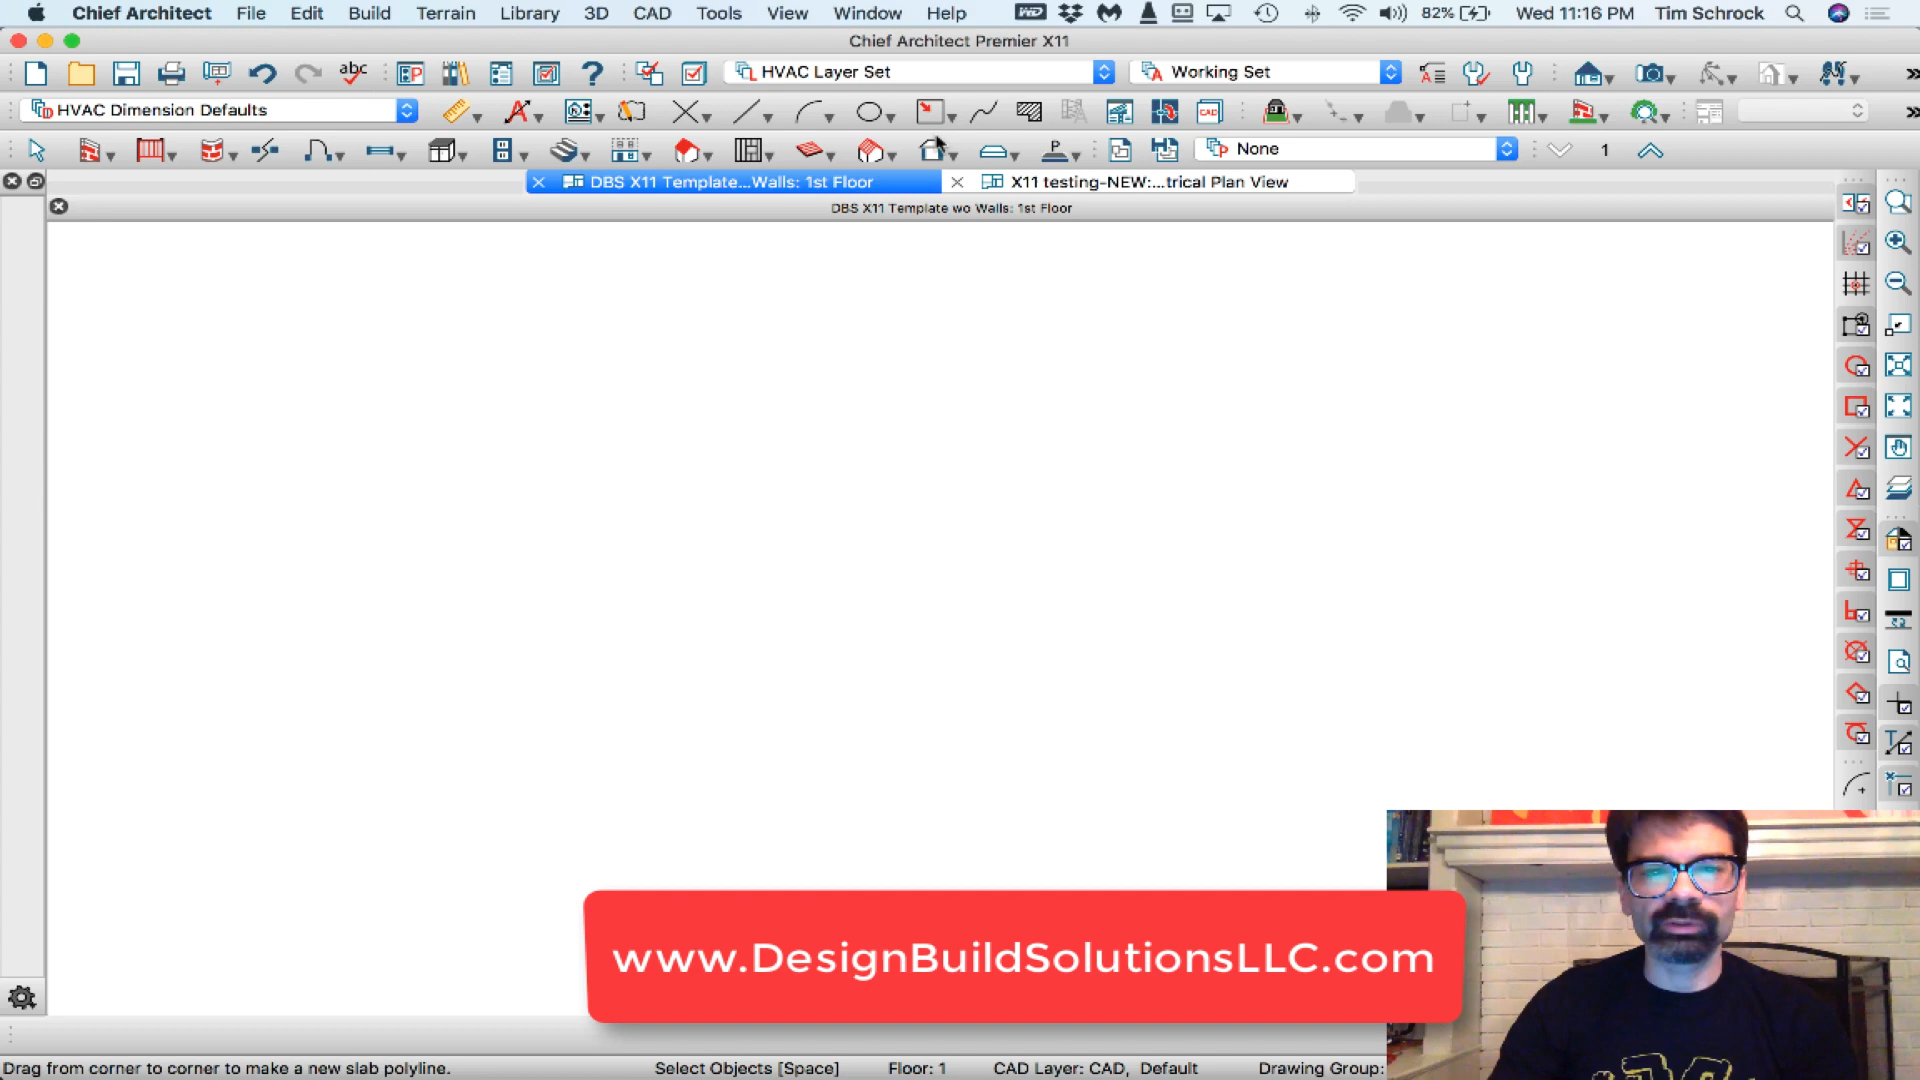 Chief Architect File Edit Build Terrain Library 3D CAD Tools View Window Help 82% Wed 11:16 PM Tim Schrock
Chief Architect Premier X11
abc HVAC Layer Set Working Set
HVAC Dimension Defaults
None 1
DBS X11 Template...Walls: 1st Floor X11 testing-NEW:...trical Plan View
DBS X11 Template wo Walls: 1st Floor
www.DesignBuildSolutionsLLC.com
Drag from corner to corner to make a new slab polyline. Select Objects [Space] Floor: 1 CAD Layer: CAD, Default Drawing Group: